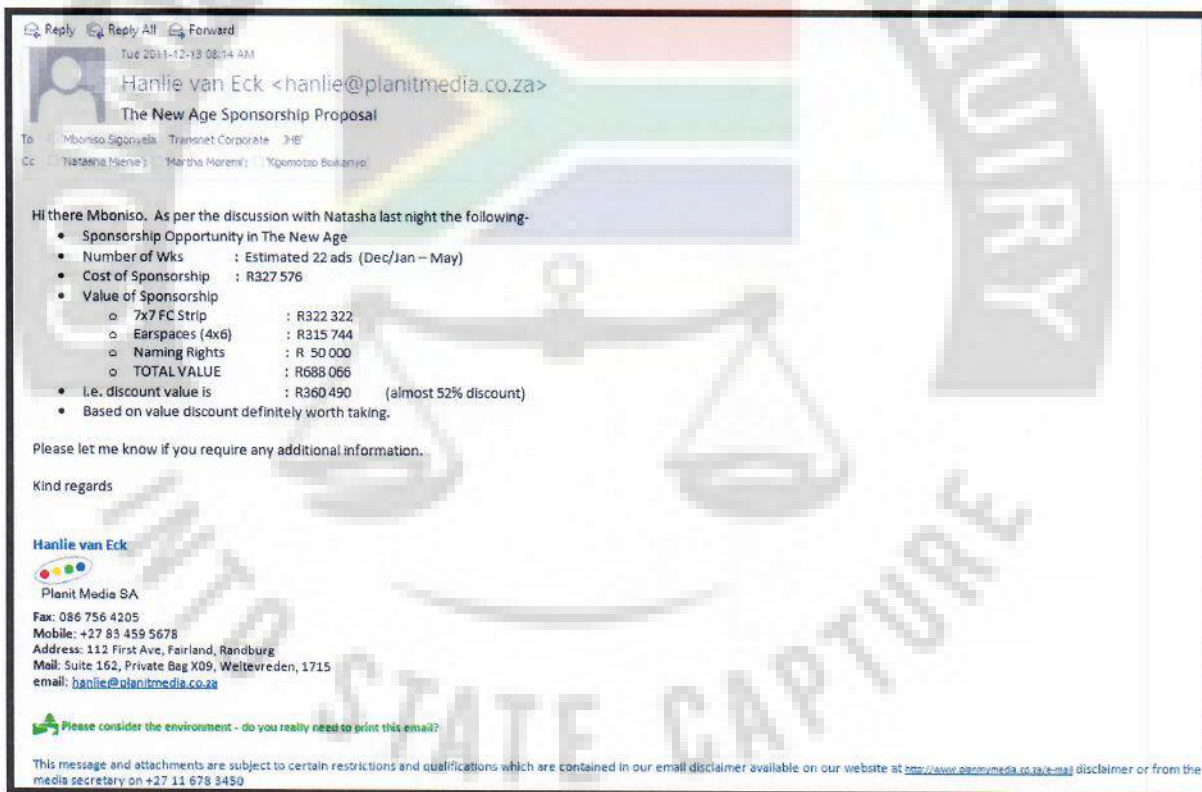 Reply Reply All Forward
Tue 2011-12-13 08:14 AM
Hanlie van Eck <hanlie@planitmedia.co.za>
The New Age Sponsorship Proposal
To 'Mboniso Sigonyela Transnet Corporate JHB'
Cc 'Natasha Mienie'; 'Martha Moremi'; 'Kgomotso Boikanyo'
Hi there Mboniso. As per the discussion with Natasha last night the following-
• Sponsorship Opportunity in The New Age
• Number of Wks : Estimated 22 ads (Dec/Jan – May)
• Cost of Sponsorship : R327 576
• Value of Sponsorship
o 7x7 FC Strip : R322 322
o Earspaces (4x6) : R315 744
o Naming Rights : R 50 000
o TOTAL VALUE : R688 066
• i.e. discount value is : R360 490 (almost 52% discount)
• Based on value discount definitely worth taking.
Please let me know if you require any additional information.
Kind regards
Hanlie van Eck
Planit Media SA
Fax: 086 756 4205
Mobile: +27 83 459 5678
Address: 112 First Ave, Fairland, Randburg
Mail: Suite 162, Private Bag X09, Weltevreden, 1715
email: hanlie@planitmedia.co.za
Please consider the environment - do you really need to print this email?
This message and attachments are subject to certain restrictions and qualifications which are contained in our email disclaimer available on our website at disclaimer or from the
media secretary on +27 11 678 3450
INQUIRY
INTO STATE CAPTURE